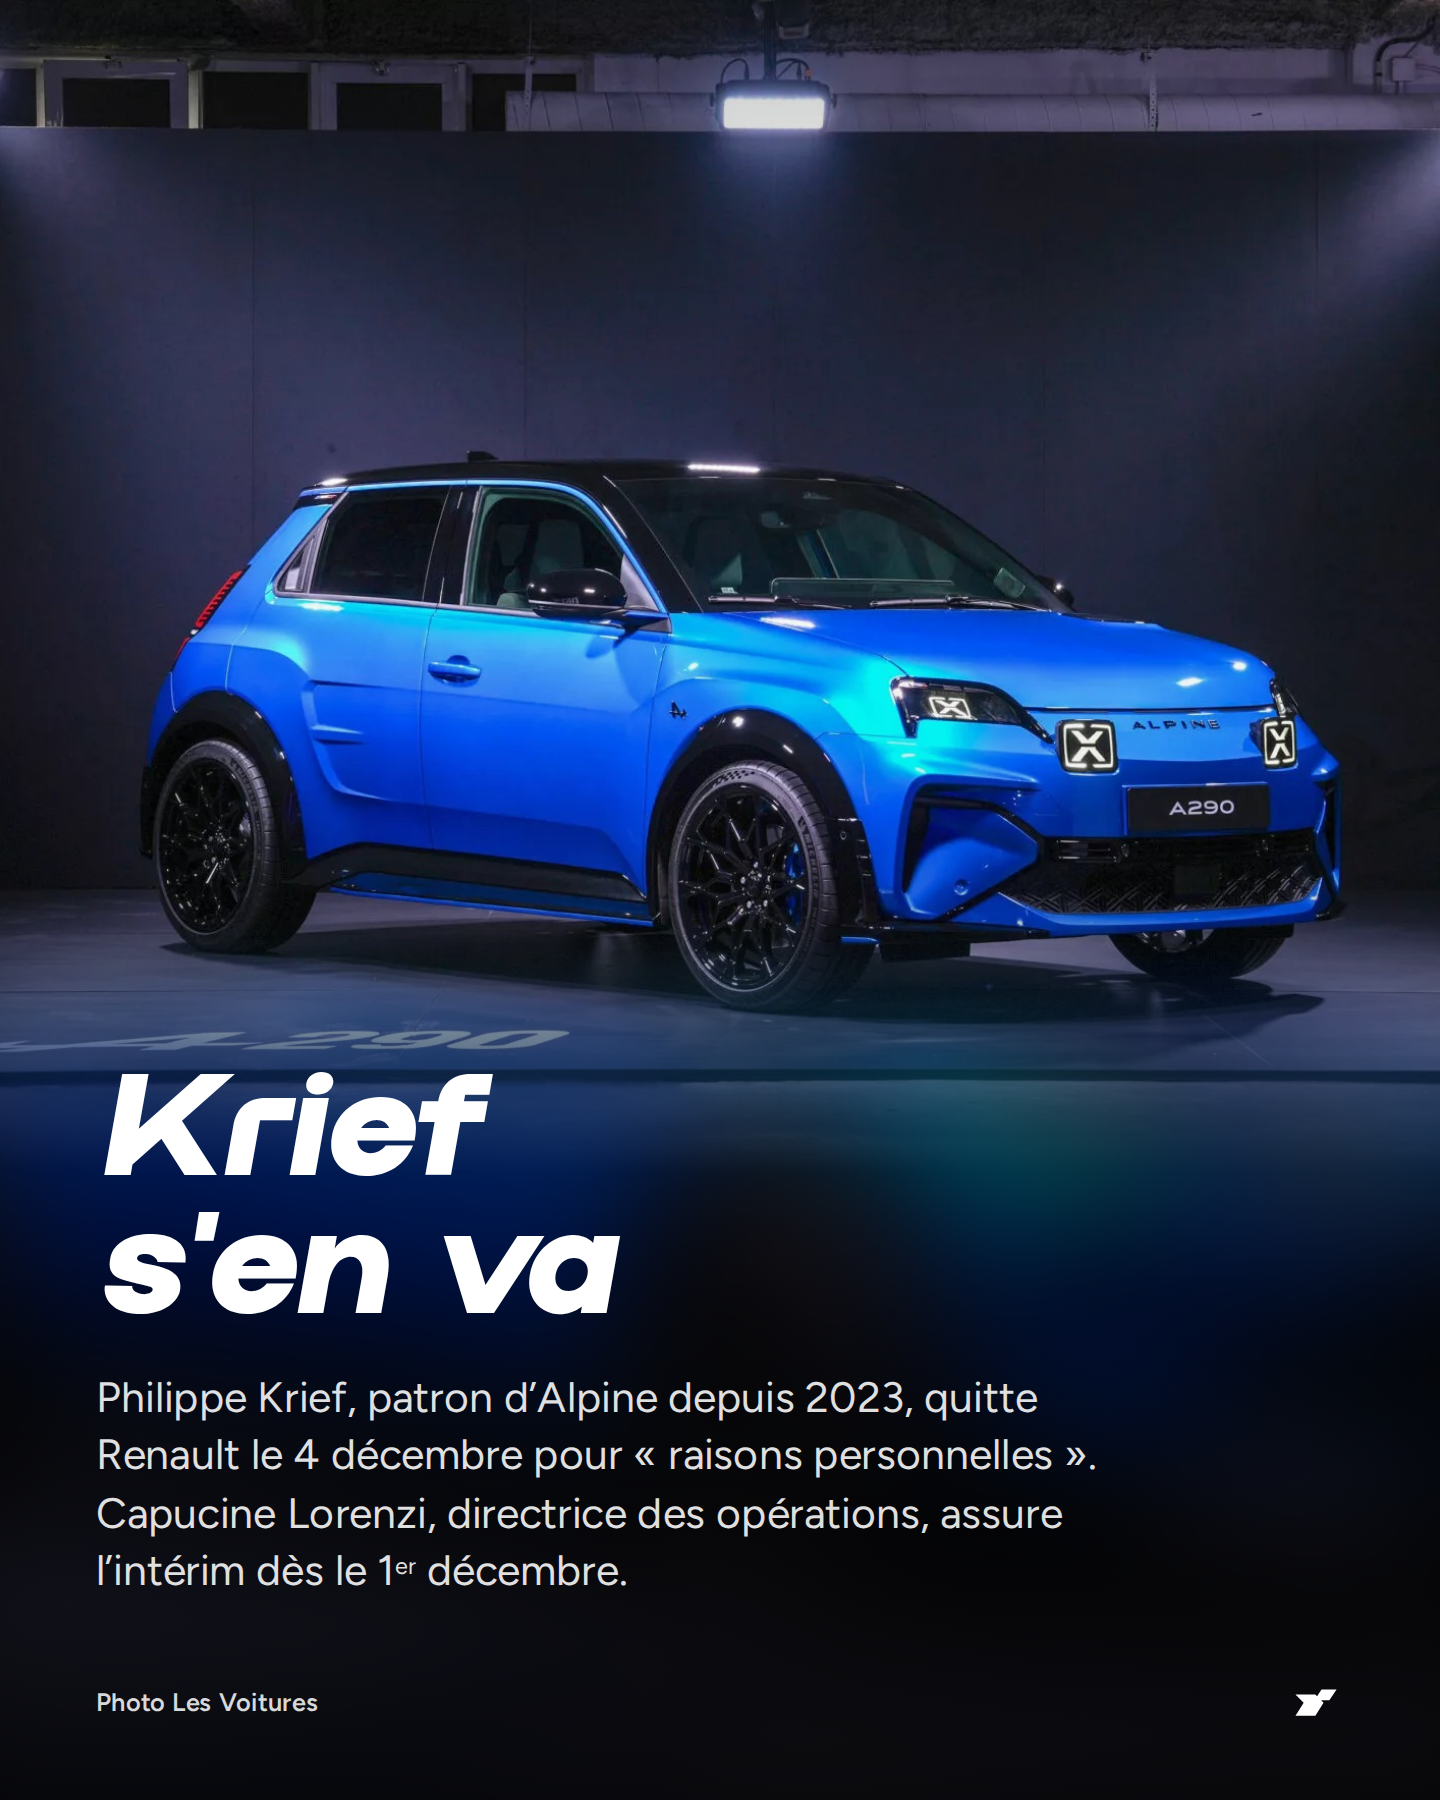 ALPINE
A290
A290
Krief
s'en va
Philippe Krief, patron d’Alpine depuis 2023, quitte
Renault le 4 décembre pour « raisons personnelles ».
Capucine Lorenzi, directrice des opérations, assure
l’intérim dès le 1er décembre.
Photo Les Voitures